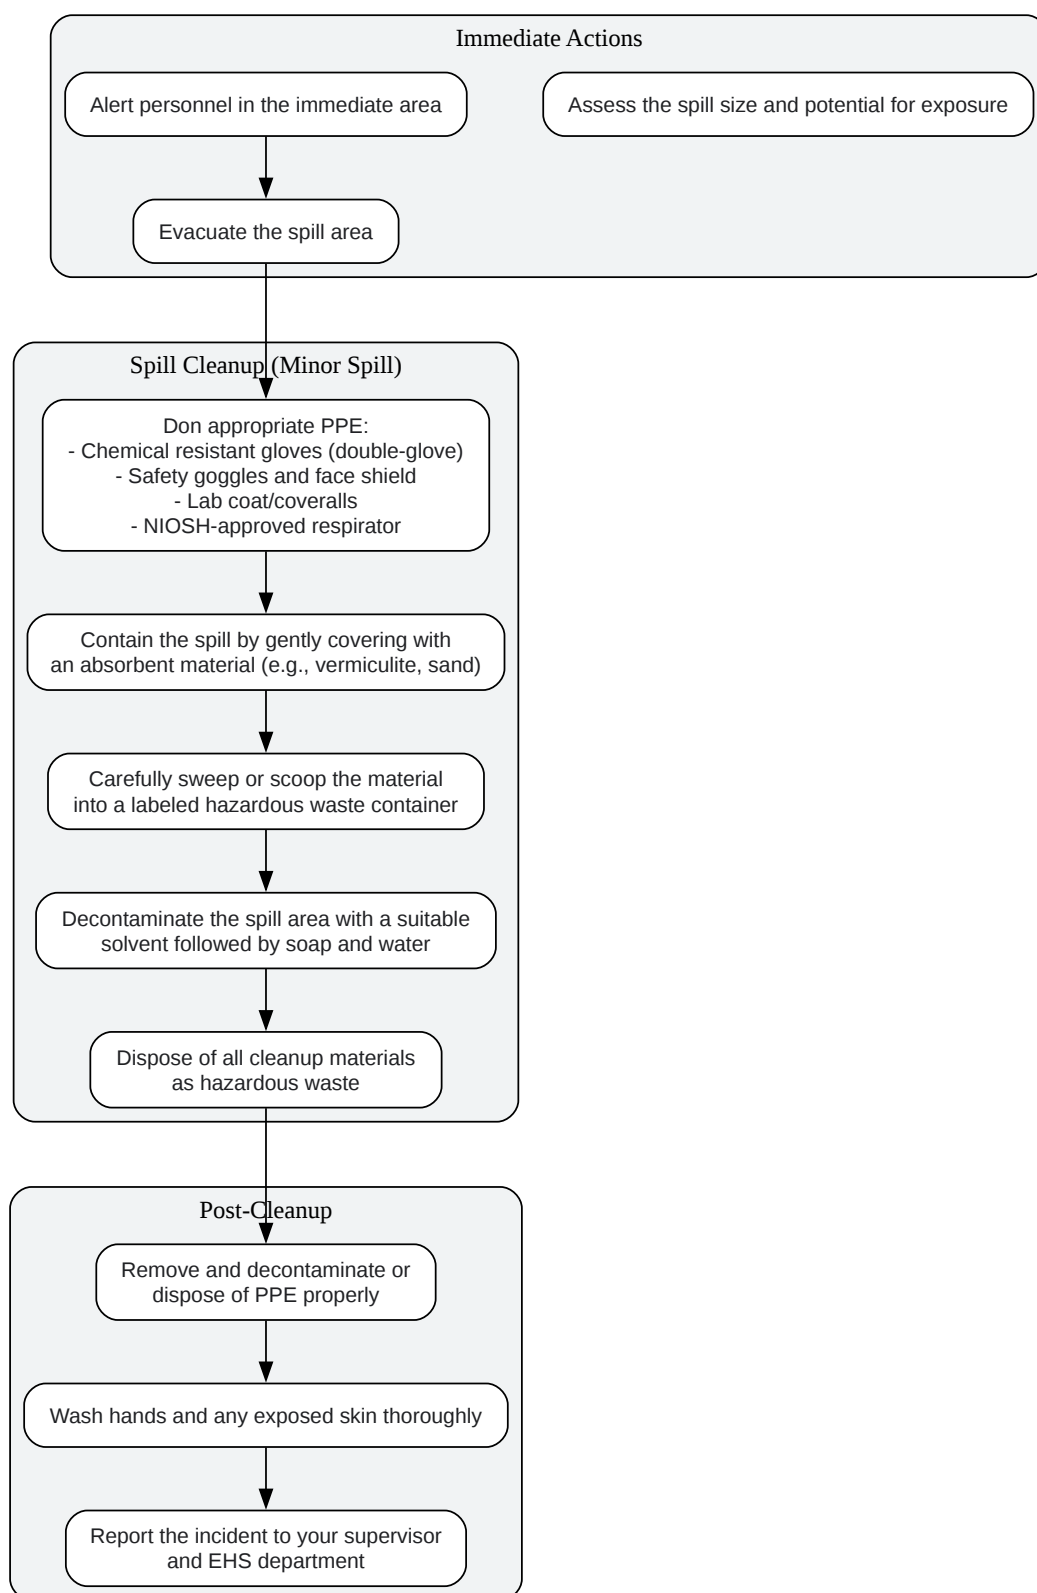 Immediate Actions
Alert personnel in the immediate area
Assess the spill size and potential for exposure
Evacuate the spill area
Spill Cleanup (Minor Spill)
Don appropriate PPE:
- Chemical resistant gloves (double-glove)
- Safety goggles and face shield
- Lab coat/coveralls
- NIOSH-approved respirator
Contain the spill by gently covering with
an absorbent material (e.g., vermiculite, sand)
Carefully sweep or scoop the material
into a labeled hazardous waste container
Decontaminate the spill area with a suitable
solvent followed by soap and water
Dispose of all cleanup materials
as hazardous waste
Post-Cleanup
Remove and decontaminate or
dispose of PPE properly
Wash hands and any exposed skin thoroughly
Report the incident to your supervisor
and EHS department